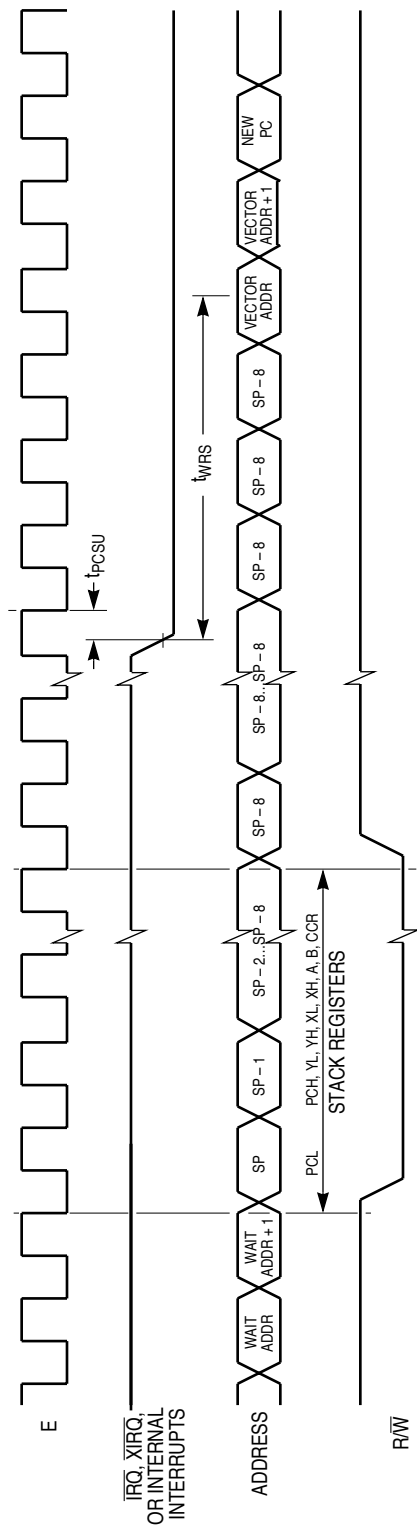 E
t PCSU
IRQ, XIRQ,
OR INTERNAL
INTERRUPTS
t WRS
ADDRESS
WAIT
ADDR
WAIT
ADDR + 1
SP
SP – 1
SP – 2...SP – 8
SP – 8
SP – 8...SP – 8
SP – 8
SP – 8
SP – 8
VECTOR
ADDR
VECTOR
ADDR + 1
NEW
PC
PCL
PCH, YL, YH, XL, XH, A, B, CCR
STACK REGISTERS
R/W